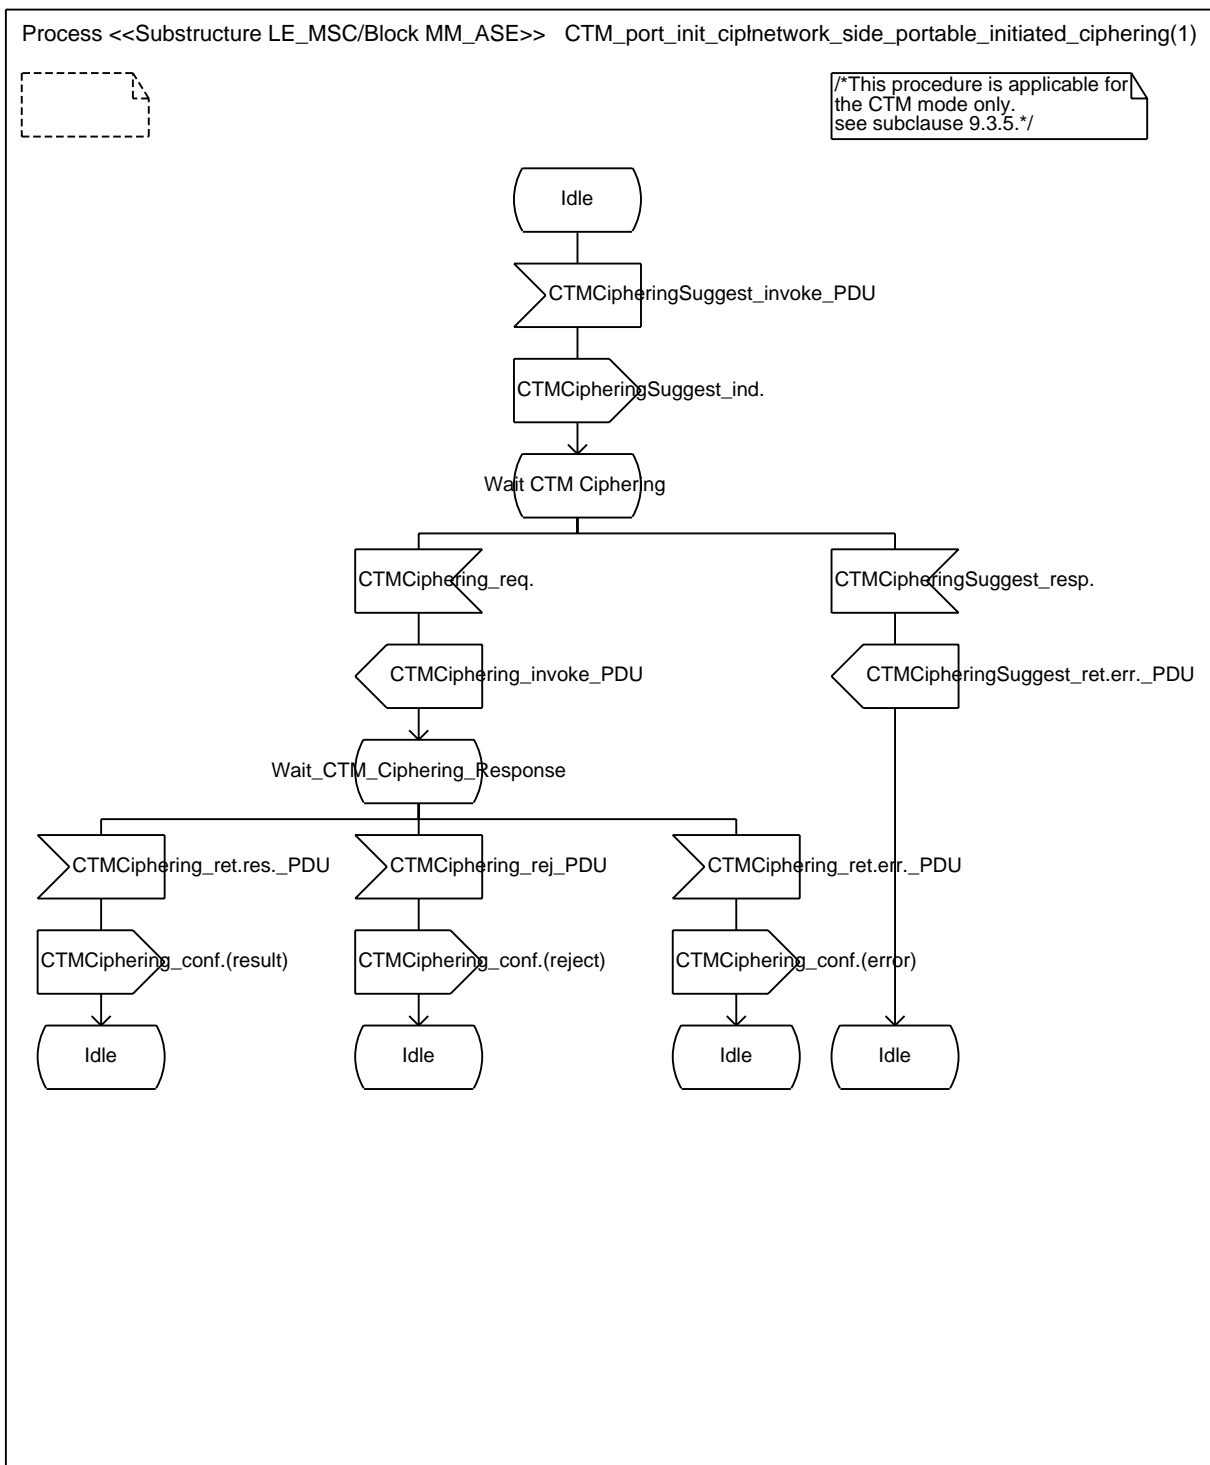 Process <<Substructure LE_MSC/Block MM_ASE>> CTM_port_init_ciphnetwork_side_portable_initiated_ciphering(1)
/*This procedure is applicable for
the CTM mode only.
see subclause 9.3.5.*/
Idle
CTMCipheringSuggest_invoke_PDU
CTMCipheringSuggest_ind.
Wait CTM Ciphering
CTMCiphering_req.
CTMCipheringSuggest_resp.
CTMCiphering_invoke_PDU
CTMCipheringSuggest_ret.err._PDU
Wait_CTM_Ciphering_Response
CTMCiphering_ret.res._PDU
CTMCiphering_rej_PDU
CTMCiphering_ret.err._PDU
CTMCiphering_conf.(result)
CTMCiphering_conf.(reject)
CTMCiphering_conf.(error)
Idle
Idle
Idle
Idle